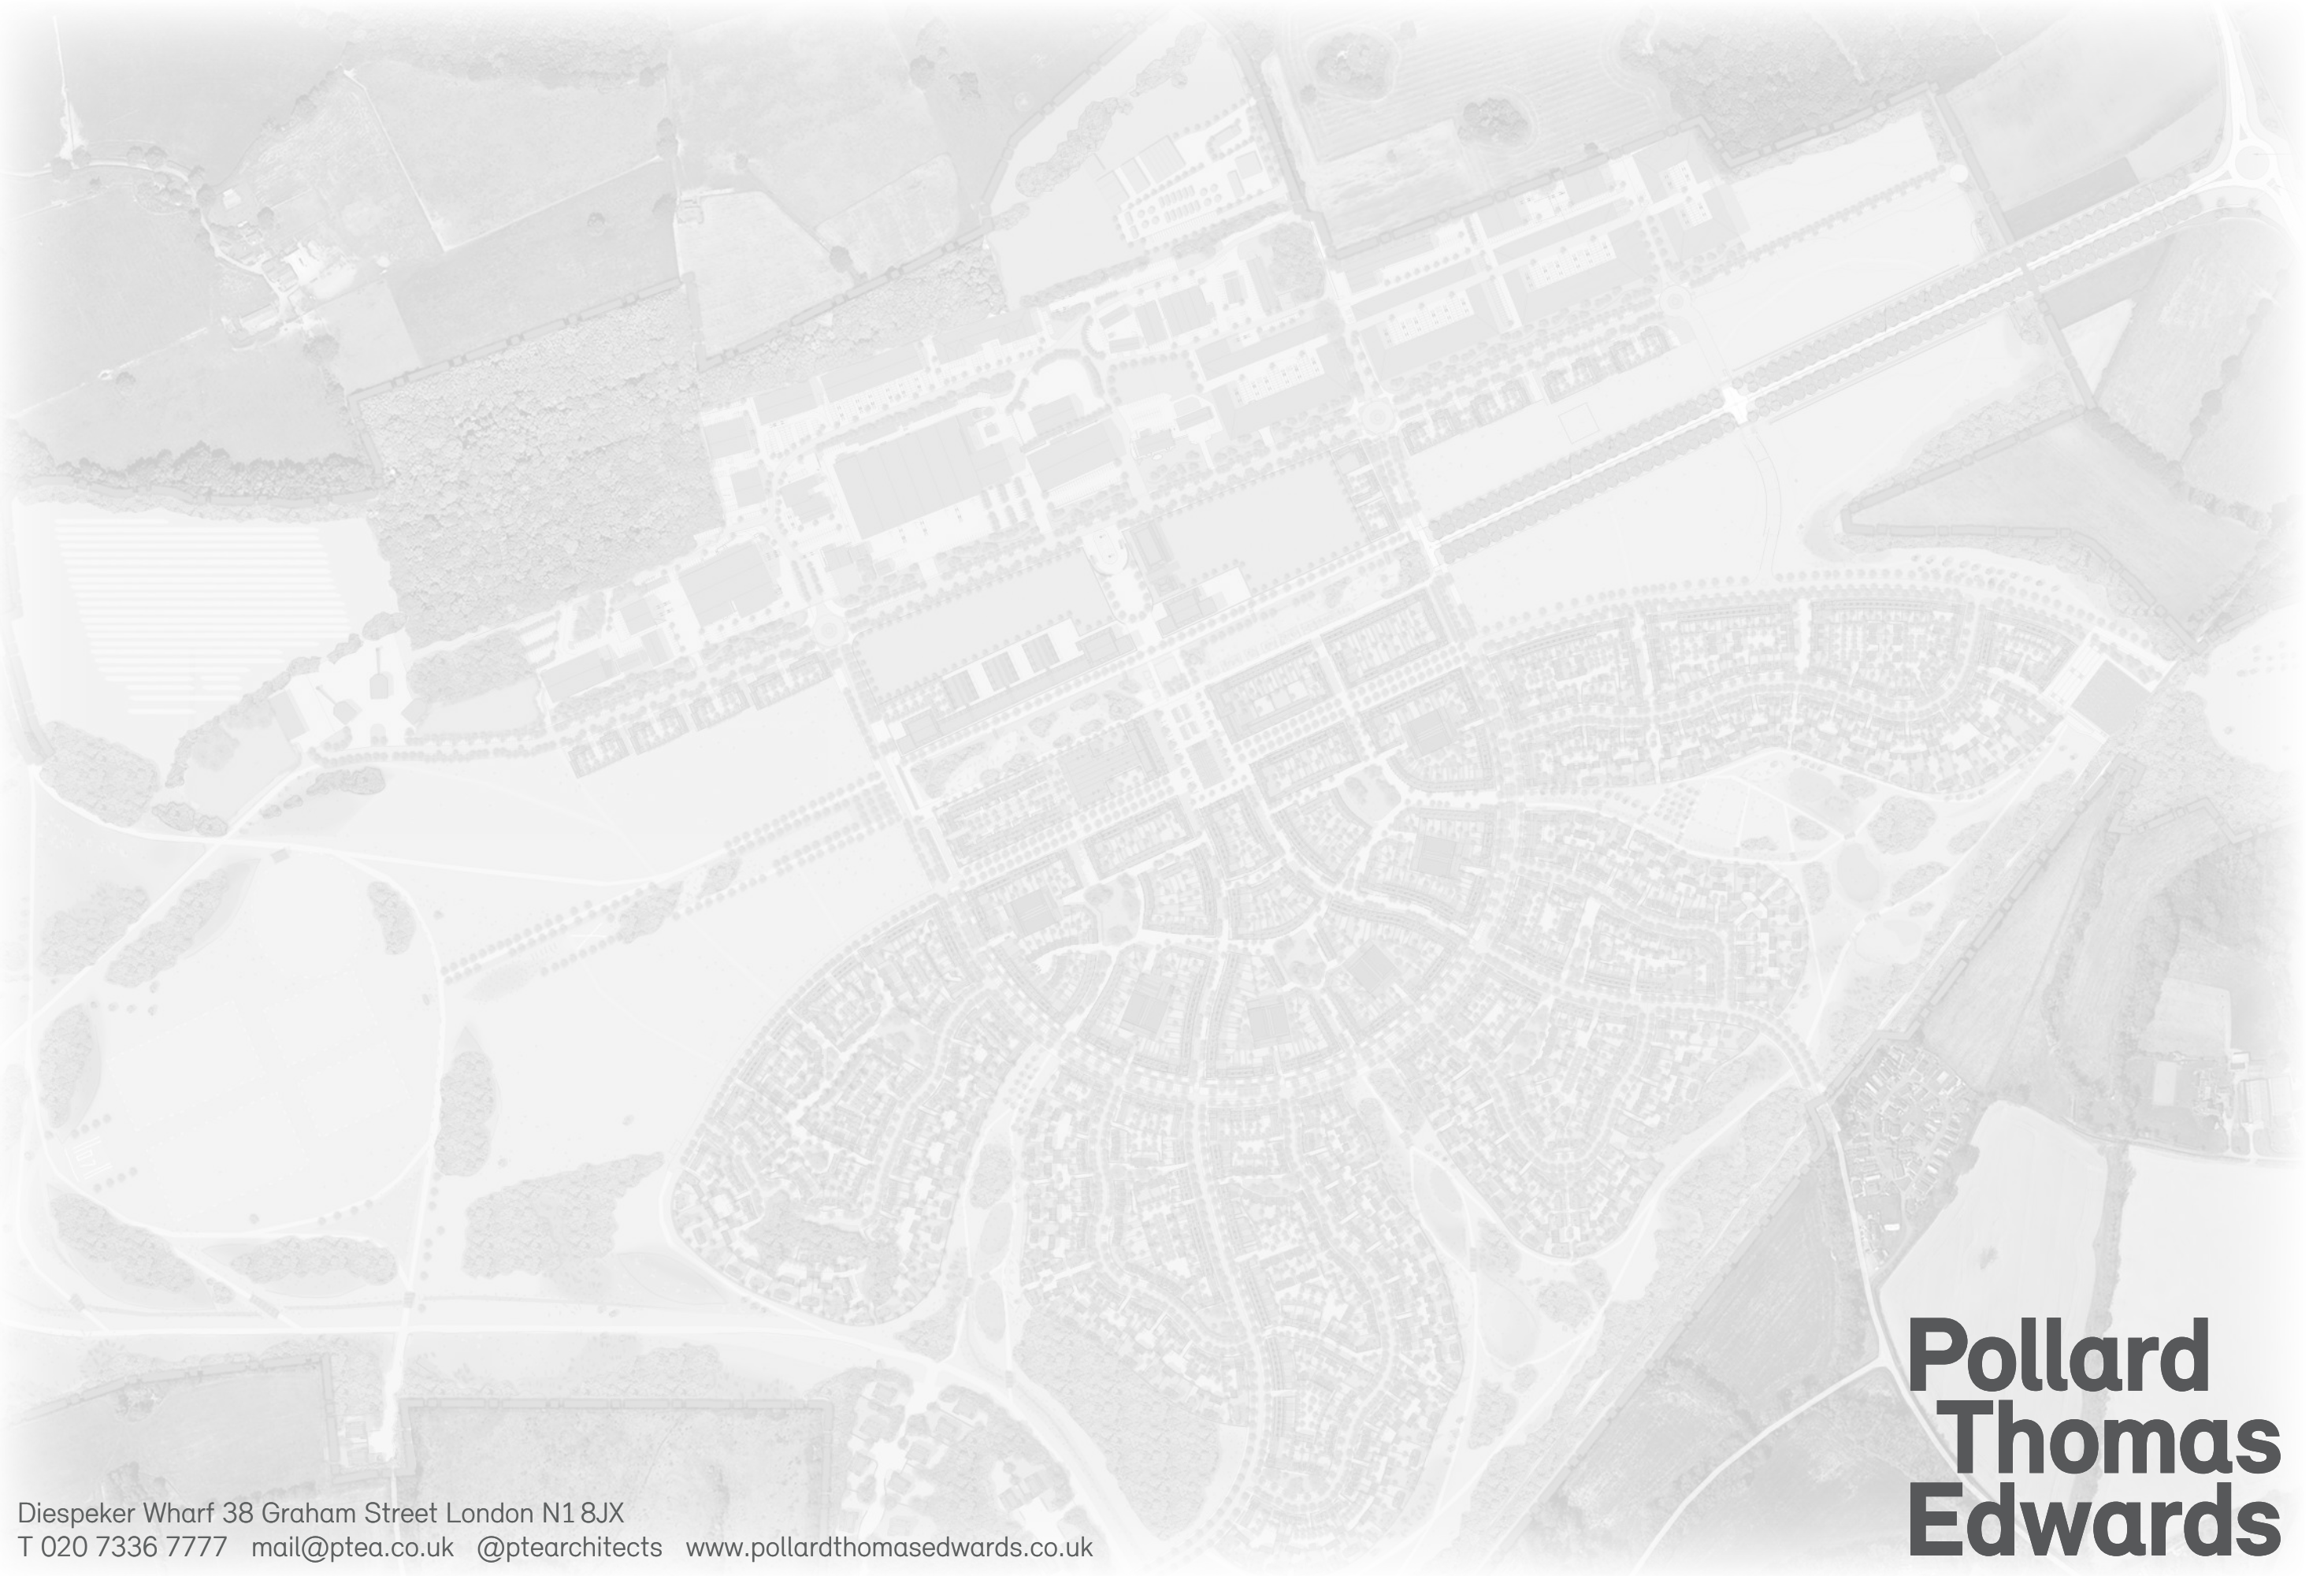 Pollard
Thomas
Edwards
Diespeker Wharf 38 Graham Street London N1 8JX
T 020 7336 7777 mail@ptea.co.uk @ptearchitects www.pollardthomasedwards.co.uk